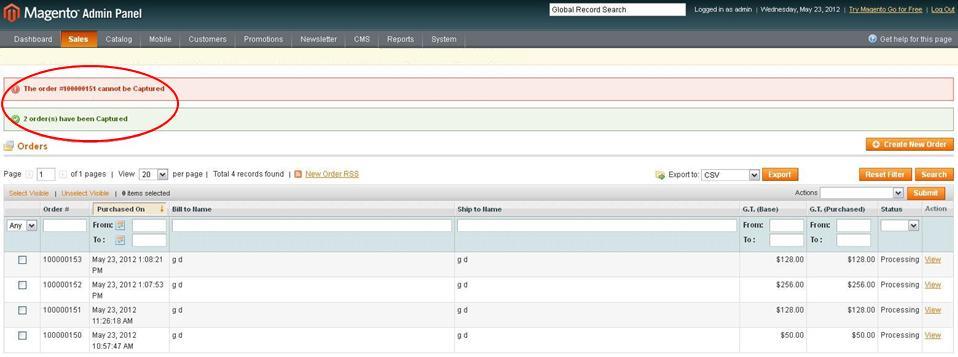 Magento Admin Panel
Global Record Search
Logged in as admin | Wednesday, May 23, 2012 | Try Magento Go for Free | Log Out
Dashboard Sales Catalog Mobile Customers Promotions Newsletter CMS Reports System
Get help for this page
The order #100000151 cannot be Captured
2 order(s) have been Captured
Orders
Create New Order
Page 1 of 1 pages | View 20 per page | Total 4 records found | New Order RSS
Export to: CSV Export Reset Filter Search
Select Visible | Unselect Visible | 0 items selected
Actions Submit
Order # Purchased On Bill to Name Ship to Name G.T. (Base) G.T. (Purchased) Status Action
Any From: From: From:
To : To : To :
100000153 May 23, 2012 1:08:21 PM g d g d $128.00 $128.00 Processing View
100000152 May 23, 2012 1:07:53 PM g d g d $256.00 $256.00 Processing View
100000151 May 23, 2012 11:26:18 AM g d g d $128.00 $128.00 Processing View
100000150 May 23, 2012 10:57:47 AM g d g d $50.00 $50.00 Processing View